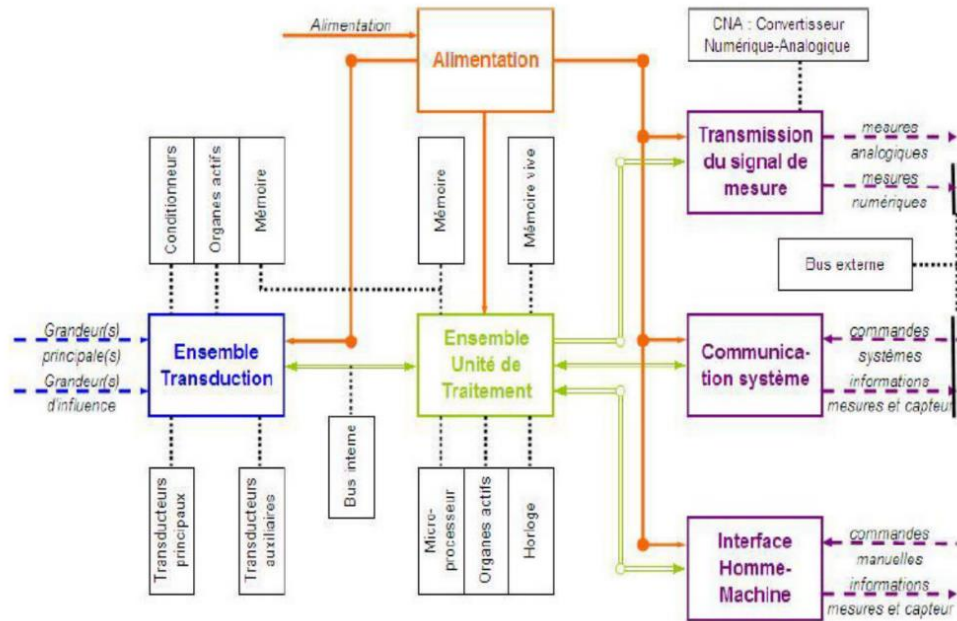 Alimentation
Alimentation
CNA : Convertisseur
Numérique-Analogique
Transmission
du signal de
mesure
mesures
analogiques
mesures
numériques
Conditionneurs
Organes actifs
Mémoire
Mémoire
Mémoire vive
Bus externe
Grandeur(s)
principale(s)
Grandeur(s)
d'influence
Ensemble
Transduction
Ensemble
Unité de
Traitement
Communica-
tion système
commandes
systèmes
informations
mesures et capteur
Transducteurs
principaux
Transducteurs
auxiliaires
Bus interne
Micro-
processeur
Organes actifs
Horloge
Interface
Homme-
Machine
commandes
manuelles
informations
mesures et capteur